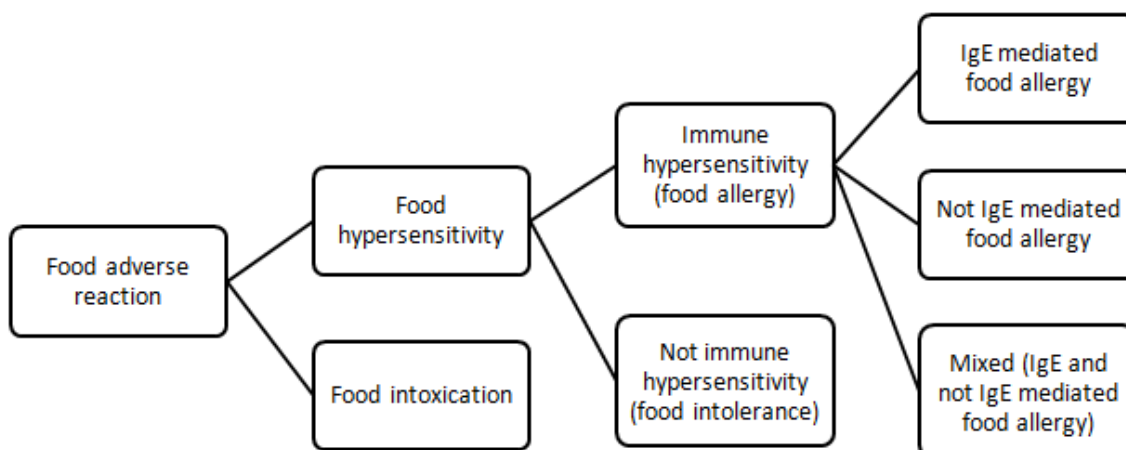 Food adverse
reaction
Food
hypersensitivity
Food intoxication
Immune
hypersensitivity
(food allergy)
Not immune
hypersensitivity
(food intolerance)
IgE mediated
food allergy
Not IgE mediated
food allergy
Mixed (IgE and
not IgE mediated
food allergy)